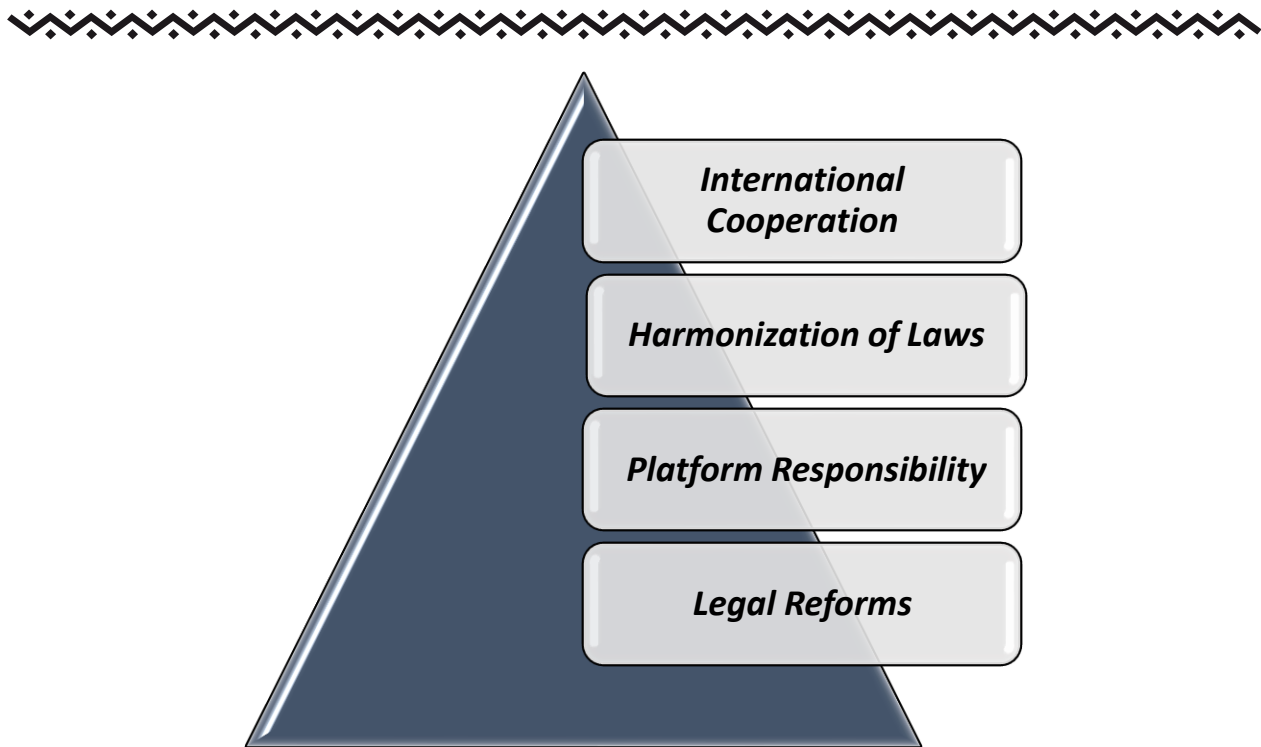 International
Cooperation
Harmonization of Laws
Platform Responsibility
Legal Reforms